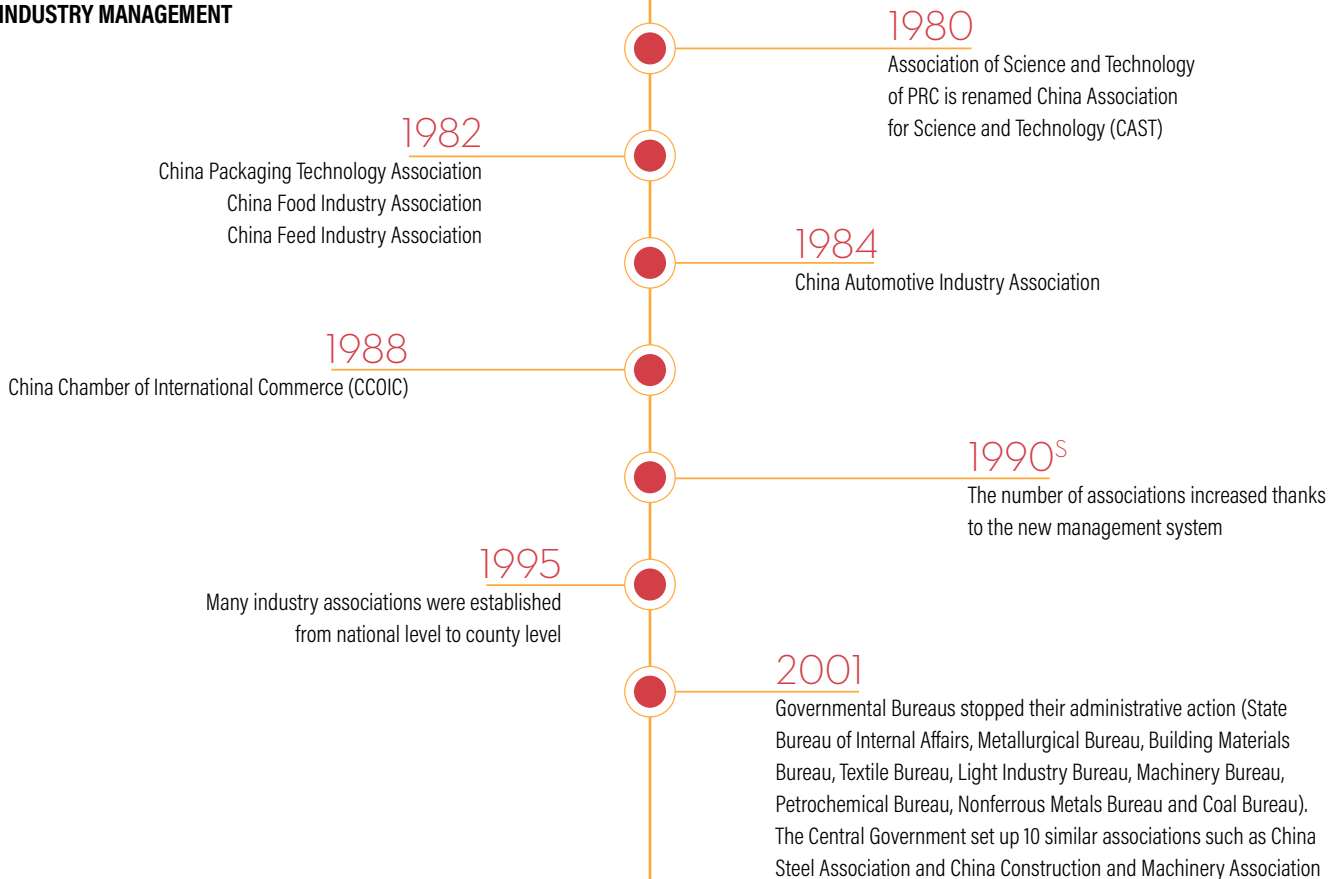 INDUSTRY MANAGEMENT
1980
Association of Science and Technology
of PRC is renamed China Association
for Science and Technology (CAST)
1982
China Packaging Technology Association
China Food Industry Association
China Feed Industry Association
1984
China Automotive Industry Association
1988
China Chamber of International Commerce (CCOIC)
1990S
The number of associations increased thanks
to the new management system
1995
Many industry associations were established
from national level to county level
2001
Governmental Bureaus stopped their administrative action (State
Bureau of Internal Affairs, Metallurgical Bureau, Building Materials
Bureau, Textile Bureau, Light Industry Bureau, Machinery Bureau,
Petrochemical Bureau, Nonferrous Metals Bureau and Coal Bureau).
The Central Government set up 10 similar associations such as China
Steel Association and China Construction and Machinery Association